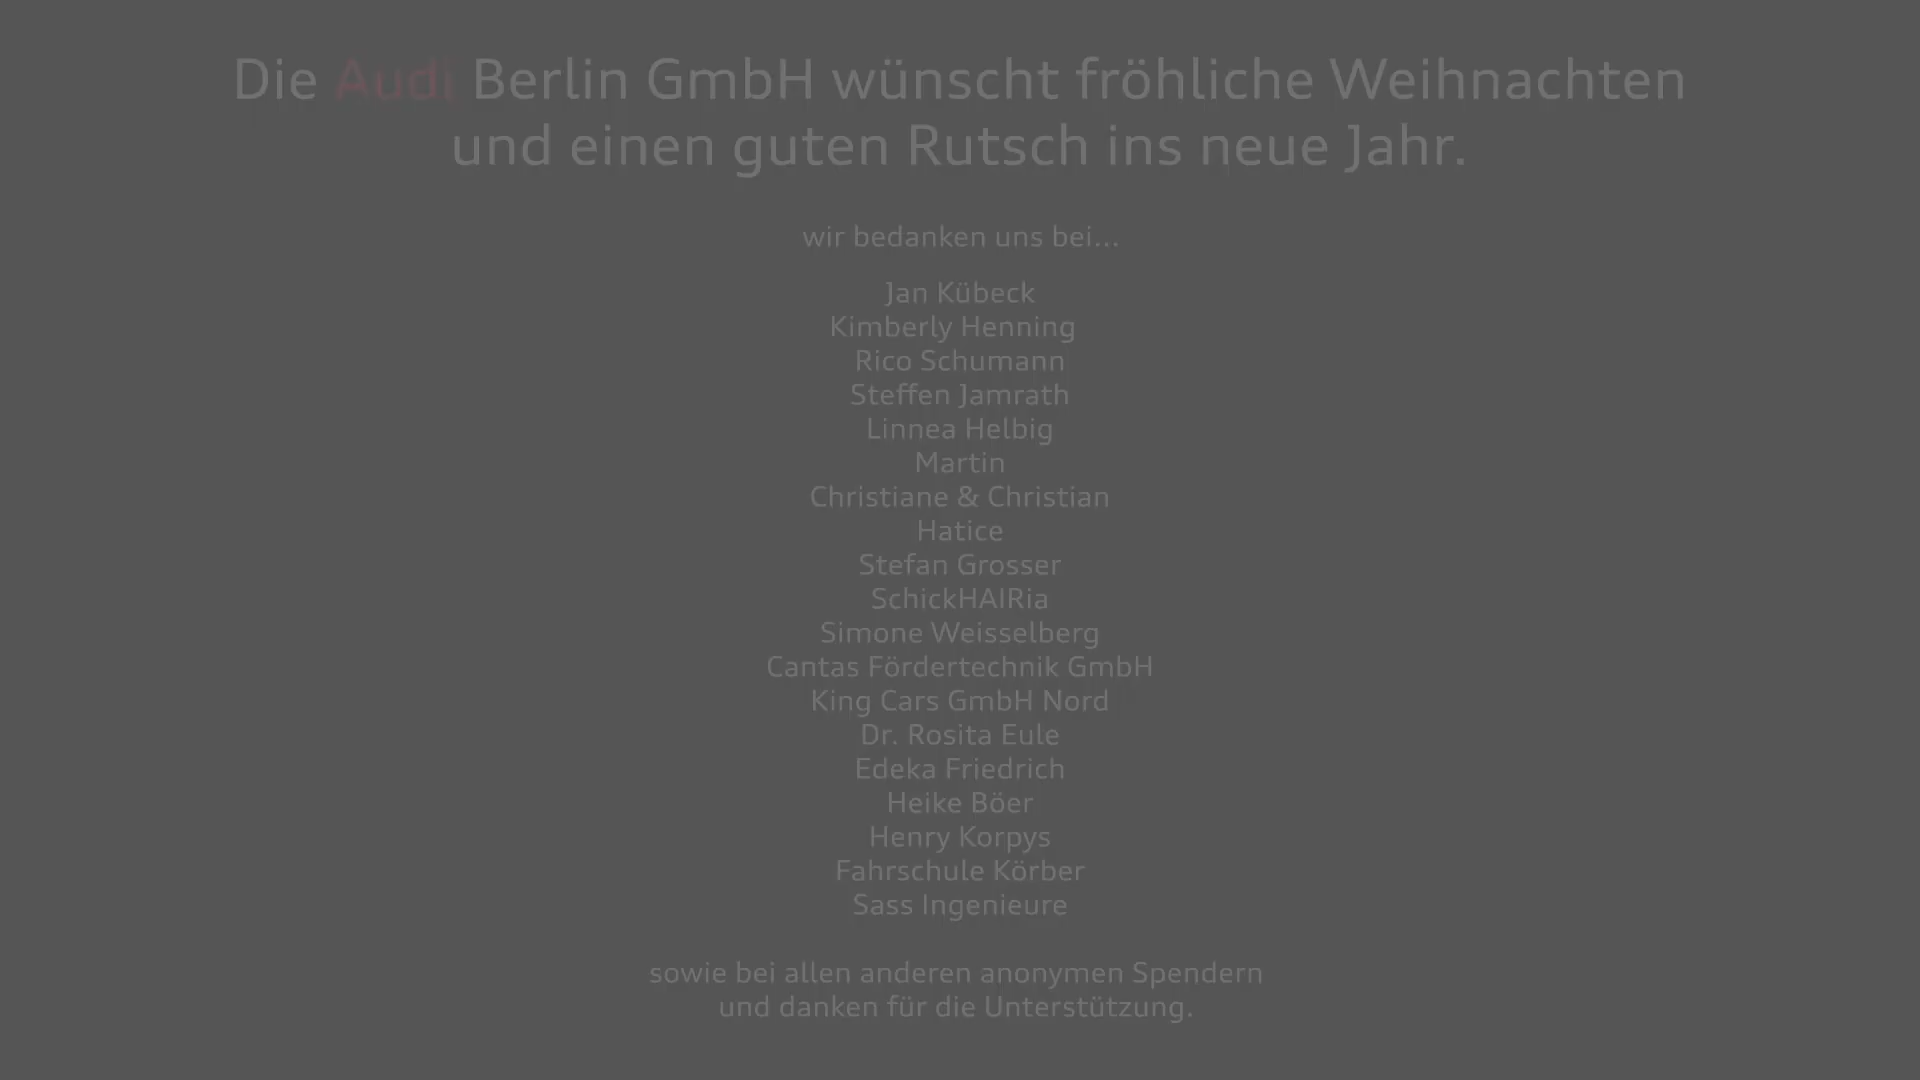 Die Audi Berlin GmbH wünscht fröhliche Weihnachten
und einen guten Rutsch ins neue Jahr.
wir bedanken uns bei...
Jan Kübeck
Kimberly Henning
Rico Schumann
Steffen Jamrath
Linnea Helbig
Martin
Christiane & Christian
Hatice
Stefan Grosser
SchickHAIRia
Simone Weisselberg
Cantas Fördertechnik GmbH
King Cars GmbH Nord
Dr. Rosita Eule
Edeka Friedrich
Heike Böer
Henry Korpys
Fahrschule Körber
Sass Ingenieure
sowie bei allen anderen anonymen Spendern
und danken für die Unterstützung.